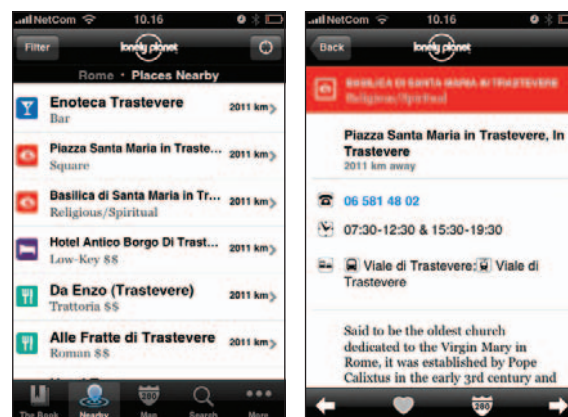 NetCom 10.16
Filter lonely planet
Rome • Places Nearby
Enoteca Trastevere
Bar
2011 km
Piazza Santa Maria in Traste...
Square
2011 km
Basilica di Santa Maria in Tr...
Religious/Spiritual
2011 km
Hotel Antico Borgo Di Trast...
Low-Key $$
2011 km
Da Enzo (Trastevere)
Trattoria $$
2011 km
Alle Fratte di Trastevere
Roman $$
2011 km
The Book Nearby Map Search More
NetCom 10.16
Back lonely planet
BASILICA DI SANTA MARIA IN TRASTEVERE
Religious/Spiritual
Piazza Santa Maria in Trastevere, In
Trastevere
2011 km away
06 581 48 02
07:30-12:30 & 15:30-19:30
Viale di Trastevere; Viale di
Trastevere
Said to be the oldest church
dedicated to the Virgin Mary in
Rome, it was established by Pope
Calixtus in the early 3rd century and